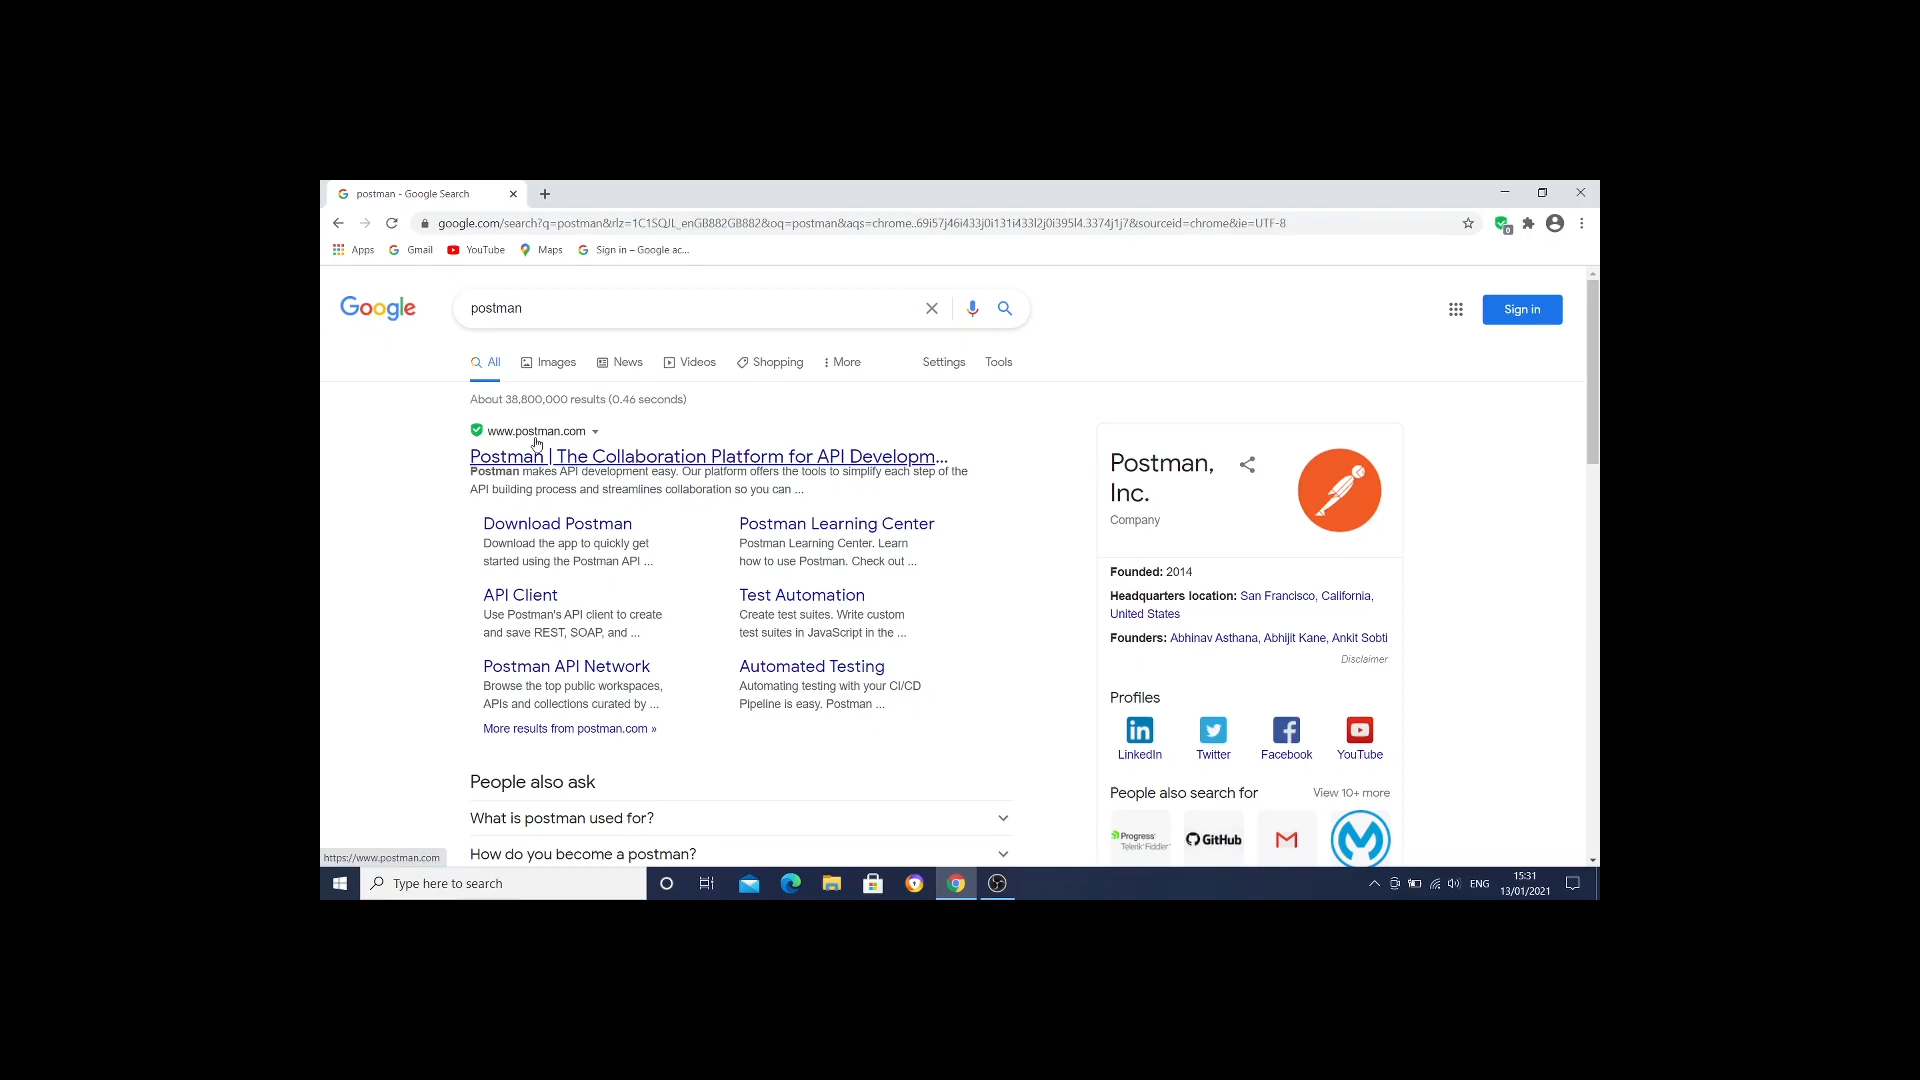 postman - Google Search
google.com/search?q=postman&rlz=1C1SQJL_enGB882GB882&oq=postman&aqs=chrome..69i57j46i433j0i131i433l2j0i395l4.3374j1j7&sourceid=chrome&ie=UTF-8
0
Apps Gmail YouTube Maps Sign in – Google ac...
Google
postman
Sign in
All Images News Videos Shopping More Settings Tools
About 38,800,000 results (0.46 seconds)
www.postman.com
Postman | The Collaboration Platform for API Developm...
Postman makes API development easy. Our platform offers the tools to simplify each step of the
API building process and streamlines collaboration so you can ...
Download Postman
Download the app to quickly get
started using the Postman API ...
Postman Learning Center
Postman Learning Center. Learn
how to use Postman. Check out ...
API Client
Use Postman's API client to create
and save REST, SOAP, and ...
Test Automation
Create test suites. Write custom
test suites in JavaScript in the ...
Postman API Network
Browse the top public workspaces,
APIs and collections curated by ...
Automated Testing
Automating testing with your CI/CD
Pipeline is easy. Postman ...
More results from postman.com »
People also ask
What is postman used for?
How do you become a postman?
Postman,
Inc.
Company
Founded: 2014
Headquarters location: San Francisco, California,
United States
Founders: Abhinav Asthana, Abhijit Kane, Ankit Sobti
Disclaimer
Profiles
LinkedIn Twitter Facebook YouTube
People also search for View 10+ more
Progress
Telerik Fiddler
GitHub
https://www.postman.com
Type here to search
ENG
15:31
13/01/2021